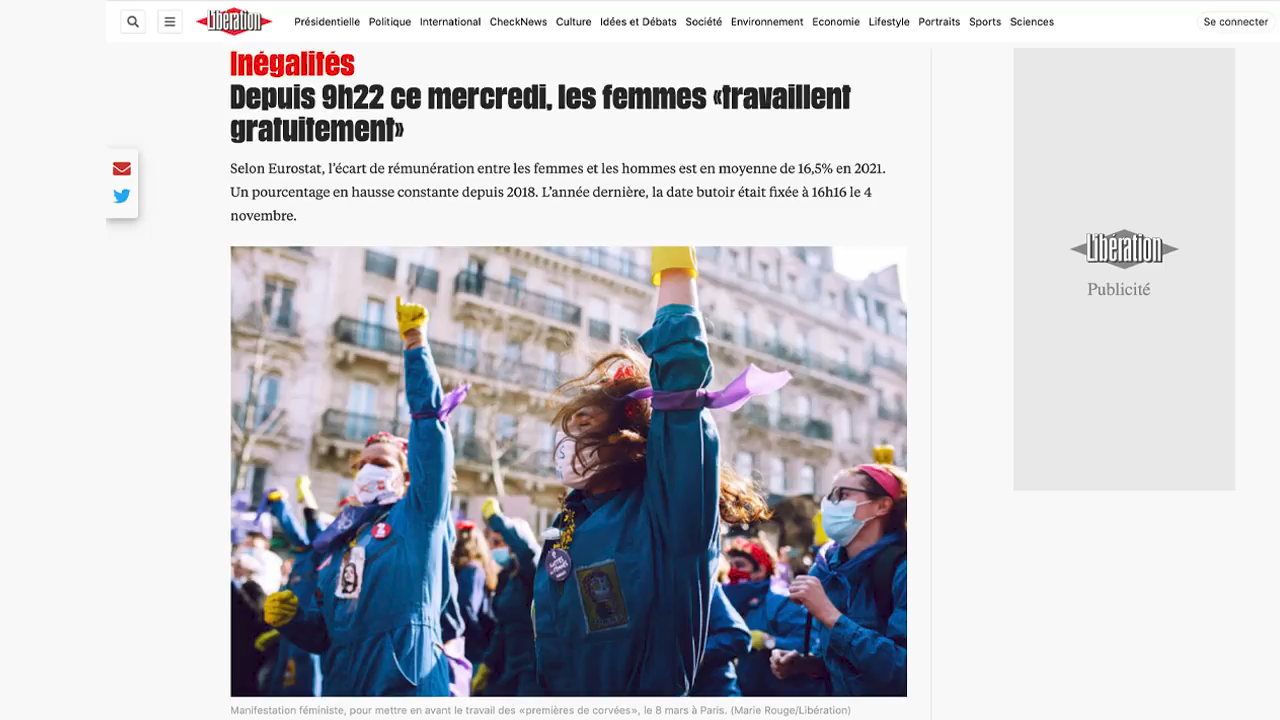 Libération
Présidentielle Politique International CheckNews Culture Idées et Débats Société Environnement Economie Lifestyle Portraits Sports Sciences
Se connecter
Inégalités
Depuis 9h22 ce mercredi, les femmes «travaillent
gratuitement»
Selon Eurostat, l’écart de rémunération entre les femmes et les hommes est en moyenne de 16,5% en 2021.
Un pourcentage en hausse constante depuis 2018. L’année dernière, la date butoir était fixée à 16h16 le 4
novembre.
Libération
Publicité
Manifestation féministe, pour mettre en avant le travail des «premières de corvées», le 8 mars à Paris. (Marie Rouge/Libération)